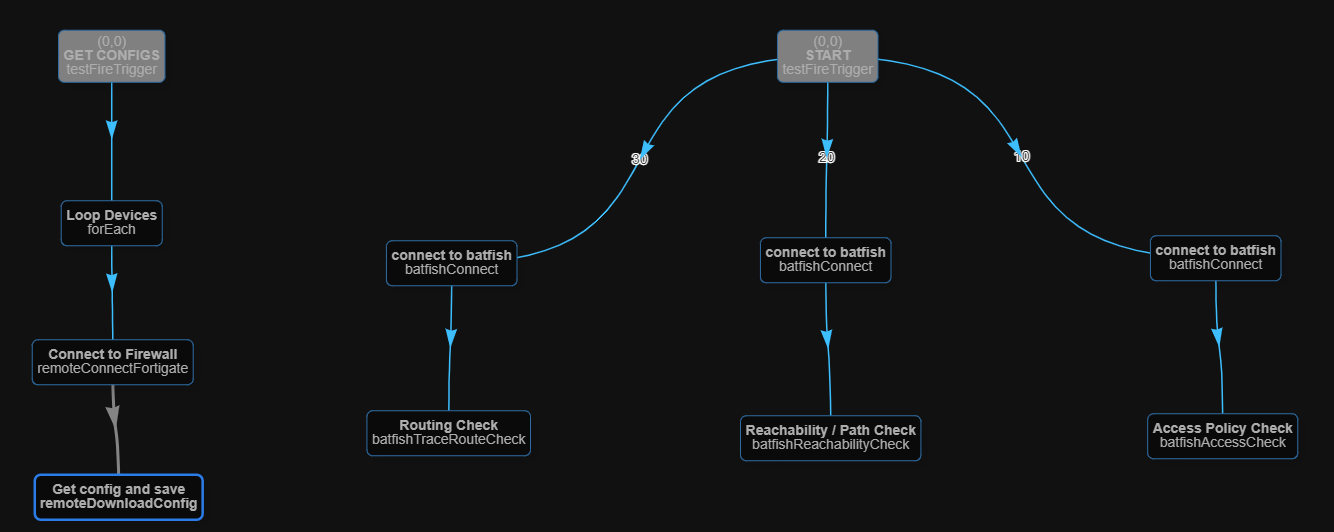 (0,0)
GET CONFIGS
testFireTrigger
Loop Devices
forEach
Connect to Firewall
remoteConnectFortigate
Get config and save
remoteDownloadConfig
(0,0)
START
testFireTrigger
30
20
10
connect to batfish
batfishConnect
Routing Check
batfishTraceRouteCheck
connect to batfish
batfishConnect
Reachability / Path Check
batfishReachabilityCheck
connect to batfish
batfishConnect
Access Policy Check
batfishAccessCheck